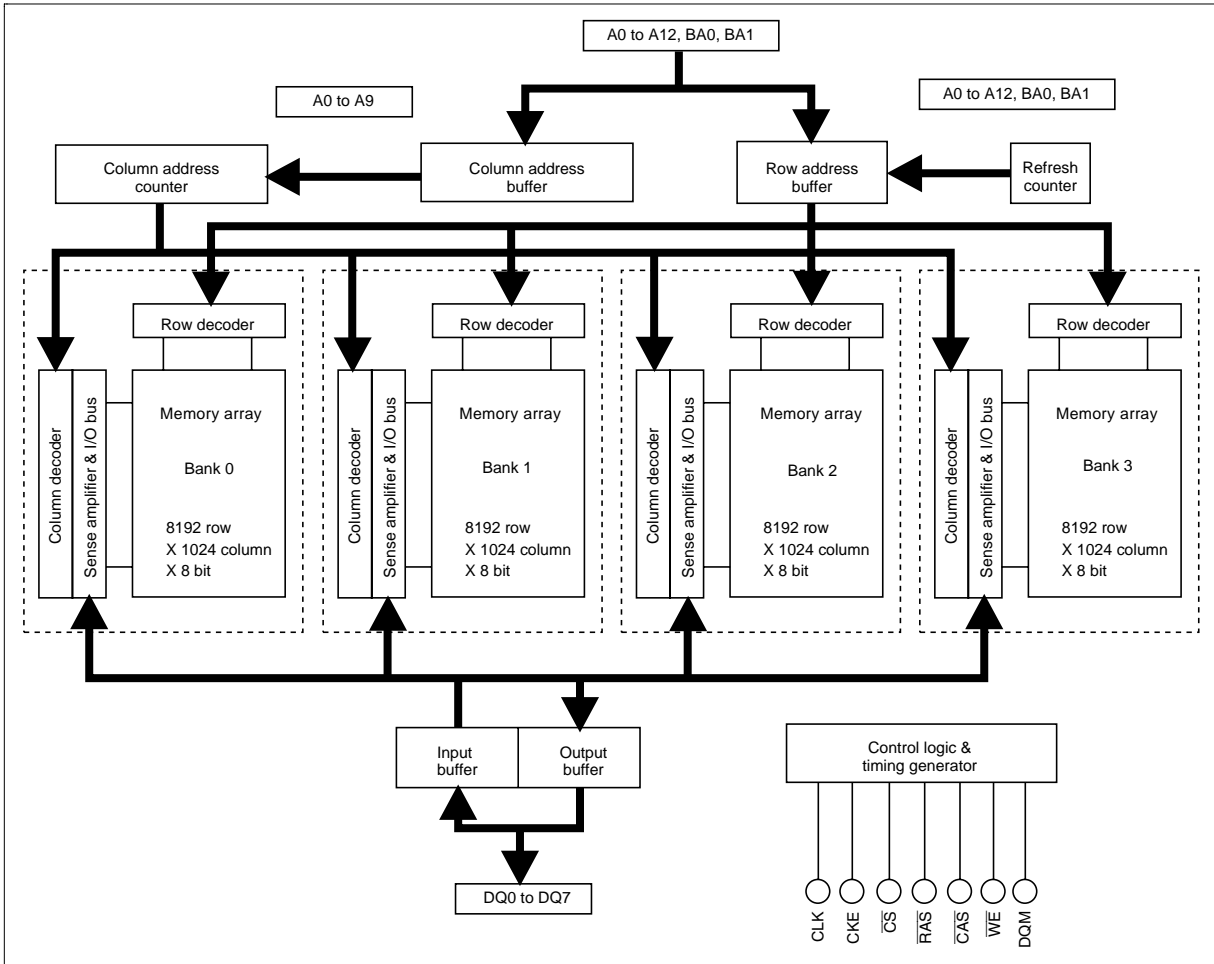 A0 to A12, BA0, BA1
A0 to A9
A0 to A12, BA0, BA1
Column address
counter
Column address
buffer
Row address
buffer
Refresh
counter
Row decoder
Row decoder
Row decoder
Row decoder
Column decoder
Sense amplifier & I/O bus
Memory array
Bank 0
8192 row
X 1024 column
X 8 bit
Column decoder
Sense amplifier & I/O bus
Memory array
Bank 1
8192 row
X 1024 column
X 8 bit
Column decoder
Sense amplifier & I/O bus
Memory array
Bank 2
8192 row
X 1024 column
X 8 bit
Column decoder
Sense amplifier & I/O bus
Memory array
Bank 3
8192 row
X 1024 column
X 8 bit
Input
buffer
Output
buffer
DQ0 to DQ7
Control logic &
timing generator
CLK
CKE
C̅S̅
R̅A̅S̅
C̅A̅S̅
W̅E̅
DQM